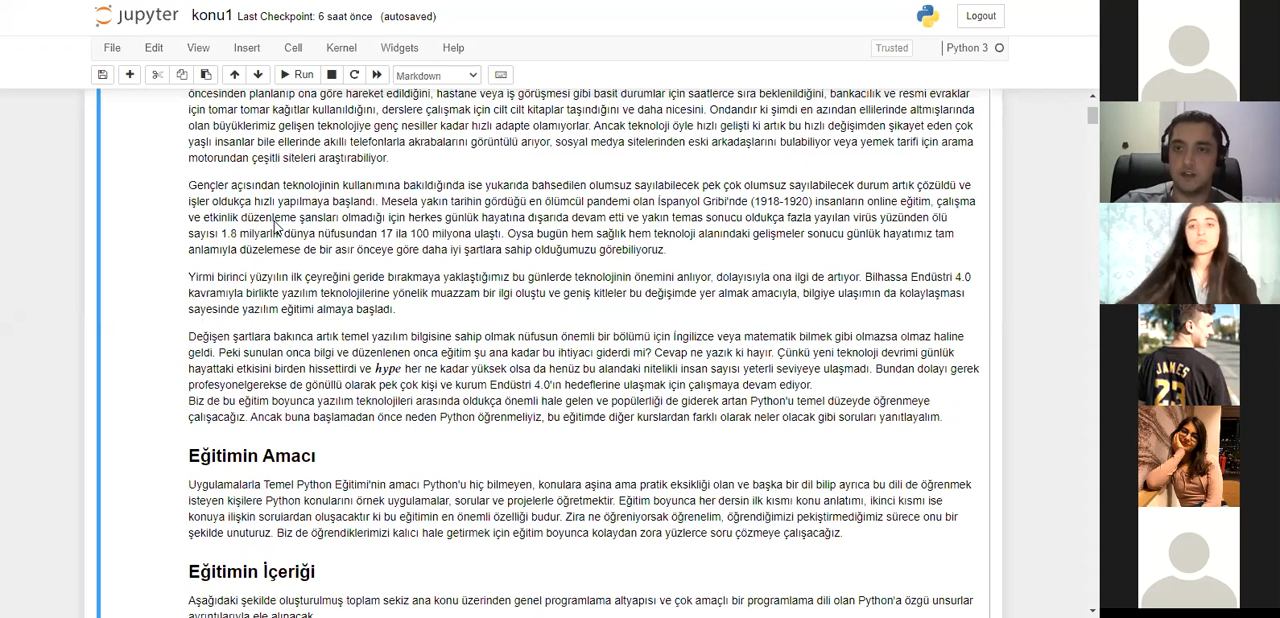 jupyter konu1 Last Checkpoint: 6 saat önce (autosaved)
Logout
File Edit View Insert Cell Kernel Widgets Help
Trusted
Python 3
Run
Markdown
öncesinden planlanıp ona göre hareket edildiğini, hastane veya iş görüşmesi gibi basit durumlar için saatlerce sıra beklenildiğini, bankacılık ve resmi evraklar
için tomar tomar kağıtlar kullanıldığını, derslere çalışmak için cilt cilt kitaplar taşındığını ve daha nicesini. Ondandır ki şimdi en azından ellilerinde altmışlarında
olan büyüklerimiz gelişen teknolojiye genç nesiller kadar hızlı adapte olamıyorlar. Ancak teknoloji öyle hızlı gelişti ki artık bu hızlı değişimden şikayet eden çok
yaşlı insanlar bile ellerinde akıllı telefonlarla akrabalarını görüntülü arıyor, sosyal medya sitelerinden eski arkadaşlarını bulabiliyor veya yemek tarifi için arama
motorundan çeşitli siteleri araştırabiliyor.
Gençler açısından teknolojinin kullanımına bakıldığında ise yukarıda bahsedilen olumsuz sayılabilecek pek çok olumsuz sayılabilecek durum artık çözüldü ve
işler oldukça hızlı yapılmaya başlandı. Mesela yakın tarihin gördüğü en ölümcül pandemi olan İspanyol Gribi'nde (1918-1920) insanların online eğitim, çalışma
ve etkinlik düzenleme şansları olmadığı için herkes günlük hayatına dışarıda devam etti ve yakın temas sonucu oldukça fazla yayılan virüs yüzünden ölü
sayısı 1.8 milyarlık dünya nüfusundan 17 ila 100 milyona ulaştı. Oysa bugün hem sağlık hem teknoloji alanındaki gelişmeler sonucu günlük hayatımız tam
anlamıyla düzelemese de bir asır önceye göre daha iyi şartlara sahip olduğumuzu görebiliyoruz.
Yirmi birinci yüzyılın ilk çeyreğini geride bırakmaya yaklaştığımız bu günlerde teknolojinin önemini anlıyor, dolayısıyla ona ilgi de artıyor. Bilhassa Endüstri 4.0
kavramıyla birlikte yazılım teknolojilerine yönelik muazzam bir ilgi oluştu ve geniş kitleler bu değişimde yer almak amacıyla, bilgiye ulaşımın da kolaylaşması
sayesinde yazılım eğitimi almaya başladı.
Değişen şartlara bakınca artık temel yazılım bilgisine sahip olmak nüfusun önemli bir bölümü için İngilizce veya matematik bilmek gibi olmazsa olmaz haline
geldi. Peki sunulan onca bilgi ve düzenlenen onca eğitim şu ana kadar bu ihtiyacı giderdi mi? Cevap ne yazık ki hayır. Çünkü yeni teknoloji devrimi günlük
hayattaki etkisini birden hissettirdi ve hype her ne kadar yüksek olsa da henüz bu alandaki nitelikli insan sayısı yeterli seviyeye ulaşmadı. Bundan dolayı gerek
profesyonelgerekse de gönüllü olarak pek çok kişi ve kurum Endüstri 4.0'ın hedeflerine ulaşmak için çalışmaya devam ediyor.
Biz de bu eğitim boyunca yazılım teknolojileri arasında oldukça önemli hale gelen ve popülerliği de giderek artan Python'u temel düzeyde öğrenmeye
çalışacağız. Ancak buna başlamadan önce neden Python öğrenmeliyiz, bu eğitimde diğer kurslardan farklı olarak neler olacak gibi soruları yanıtlayalım.
Eğitimin Amacı
Uygulamalarla Temel Python Eğitimi'nin amacı Python'u hiç bilmeyen, konulara aşina ama pratik eksikliği olan ve başka bir dil bilip ayrıca bu dili de öğrenmek
isteyen kişilere Python konularını örnek uygulamalar, sorular ve projelerle öğretmektir. Eğitim boyunca her dersin ilk kısmı konu anlatımı, ikinci kısmı ise
konuya ilişkin sorulardan oluşacaktır ki bu eğitimin en önemli özelliği budur. Zira ne öğreniyorsak öğrenelim, öğrendiğimizi pekiştirmediğimiz sürece onu bir
şekilde unuturuz. Biz de öğrendiklerimizi kalıcı hale getirmek için eğitim boyunca kolaydan zora yüzlerce soru çözmeye çalışacağız.
Eğitimin İçeriği
Aşağıdaki şekilde oluşturulmuş toplam sekiz ana konu üzerinden genel programlama altyapısı ve çok amaçlı bir programlama dili olan Python'a özgü unsurlar
ayrıntılarıyla ele alınacak.
JAMES
23